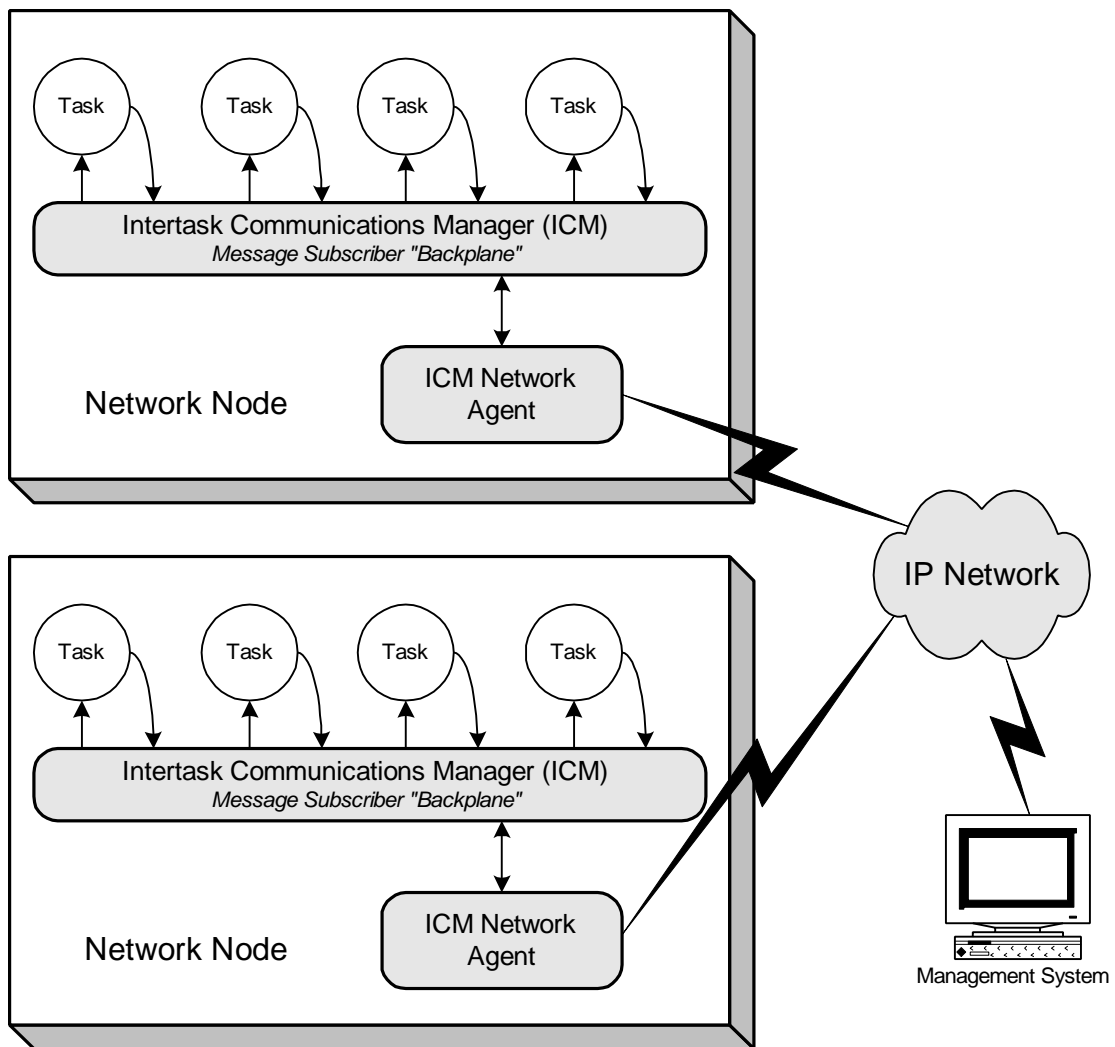 Task Task Task Task
Intertask Communications Manager (ICM)
Message Subscriber "Backplane"
ICM Network
Agent
Network Node
IP Network
Task Task Task Task
Intertask Communications Manager (ICM)
Message Subscriber "Backplane"
ICM Network
Agent
Network Node
Management System